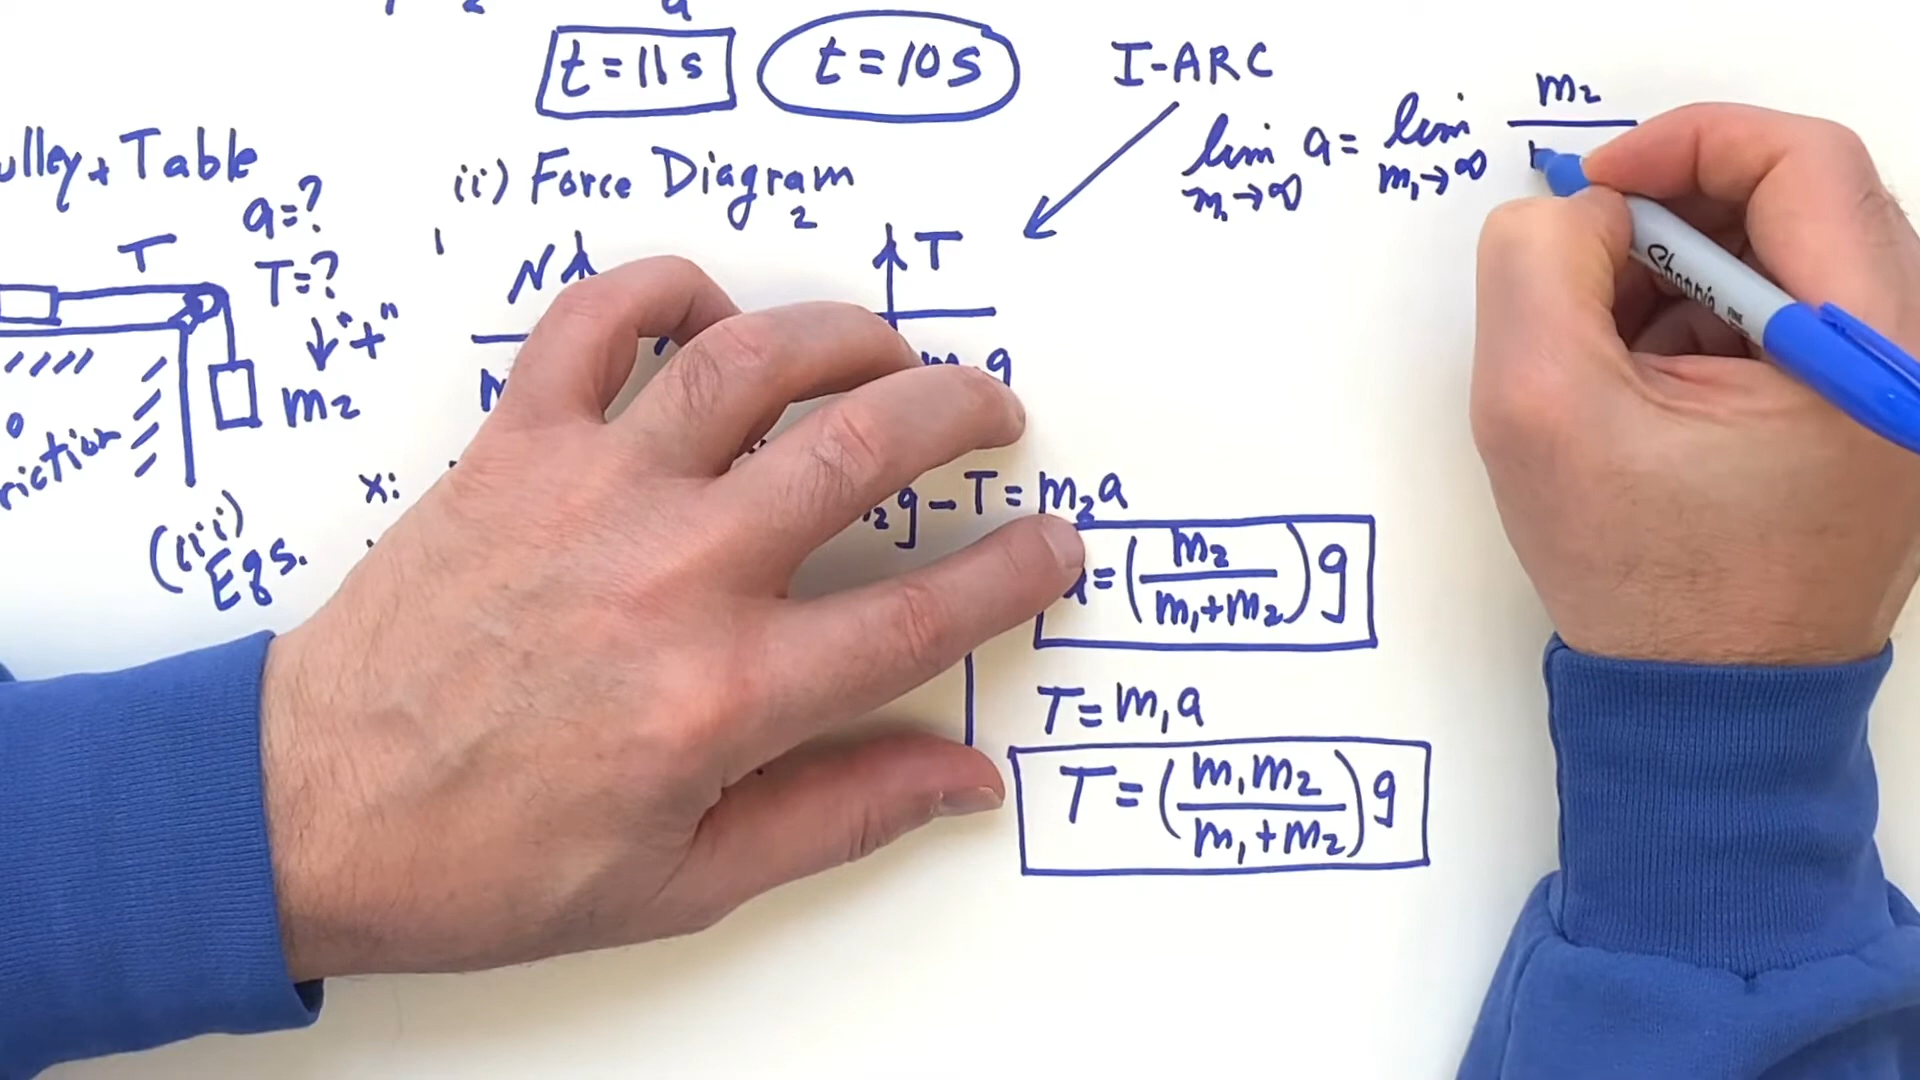 t=11s
t=10s
I-ARC
lim a = lim m₂
m₁→∞ m₁→∞
ulley + Table
ii) Force Diagram
a=?
2
T
T=?
N
T
↓"+"
m₂
g
riction
x:
g-T=m₂a
(iii)
Eqs.
=(m₂/m₁+m₂)g
T=m₁a
T=(m₁m₂/m₁+m₂)g
Sharpie